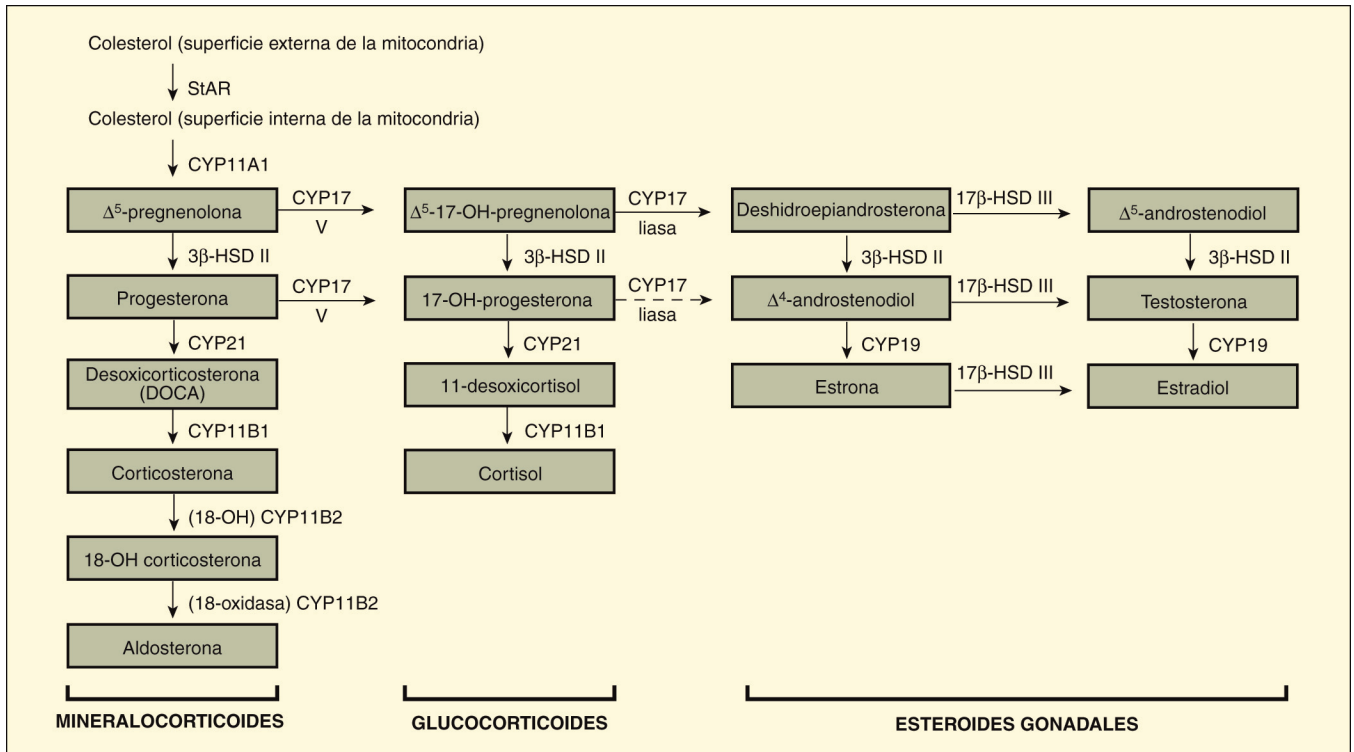 Colesterol (superficie externa de la mitocondria)
StAR
Colesterol (superficie interna de la mitocondria)
CYP11A1
Δ⁵-pregnenolona
CYP17
V
Δ⁵-17-OH-pregnenolona
CYP17
liasa
Deshidroepiandrosterona
17β-HSD III
Δ⁵-androstenodiol
3β-HSD II
3β-HSD II
3β-HSD II
3β-HSD II
Progesterona
CYP17
V
17-OH-progesterona
CYP17
liasa
Δ⁴-androstenodiol
17β-HSD III
Testosterona
CYP21
CYP21
CYP19
CYP19
Desoxicorticosterona
(DOCA)
11-desoxicortisol
Estrona
17β-HSD III
Estradiol
CYP11B1
CYP11B1
Corticosterona
Cortisol
(18-OH) CYP11B2
18-OH corticosterona
(18-oxidasa) CYP11B2
Aldosterona
MINERALOCORTICOIDES
GLUCOCORTICOIDES
ESTEROIDES GONADALES